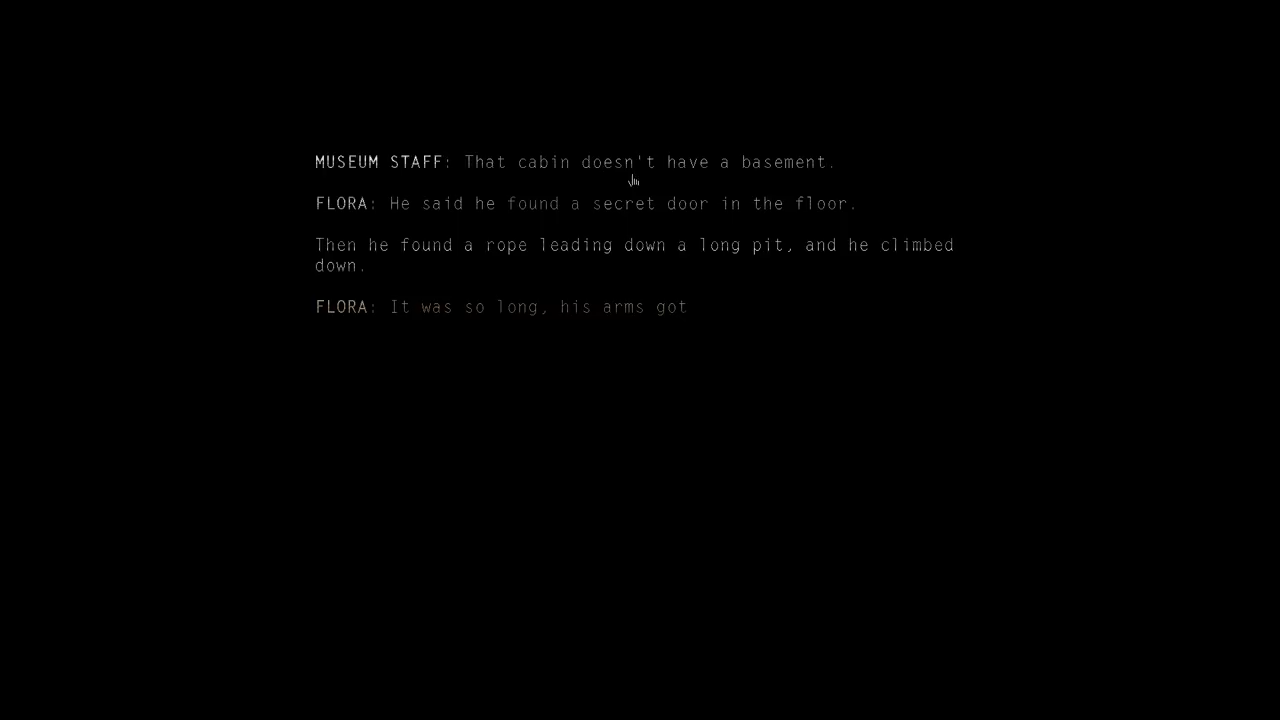 MUSEUM STAFF: That cabin doesn't have a basement.
FLORA: He said he found a secret door in the floor.
Then he found a rope leading down a long pit, and he climbed
down.
FLORA: It was so long, his arms got